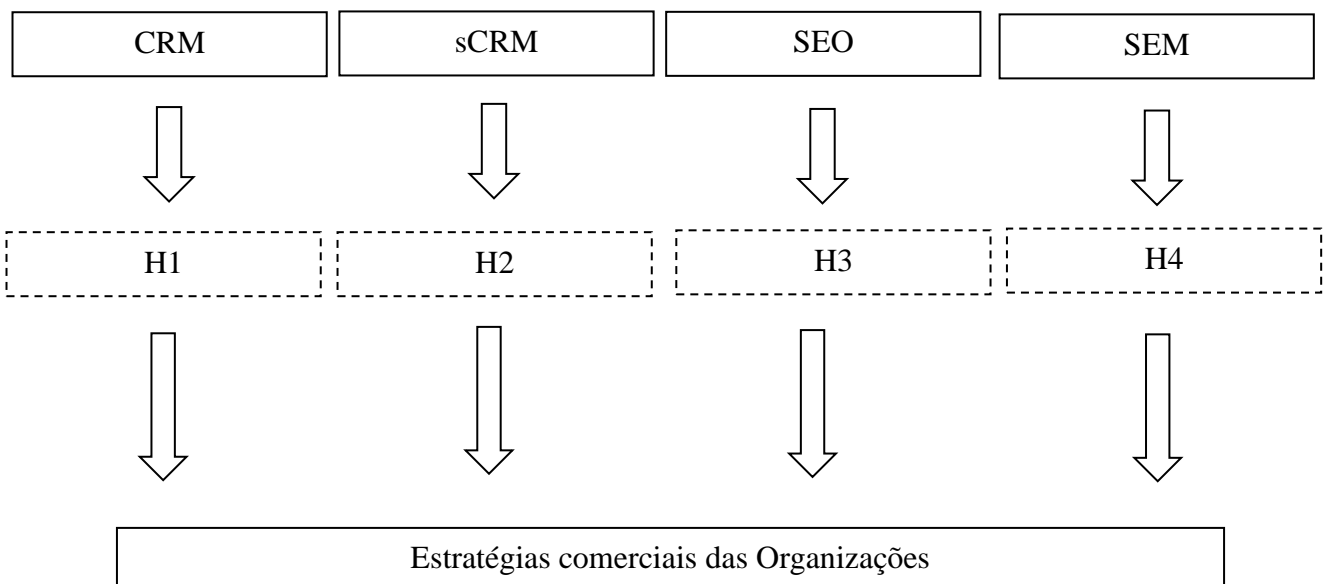 CRM sCRM SEO SEM
H1 H2 H3 H4
Estratégias comerciais das Organizações